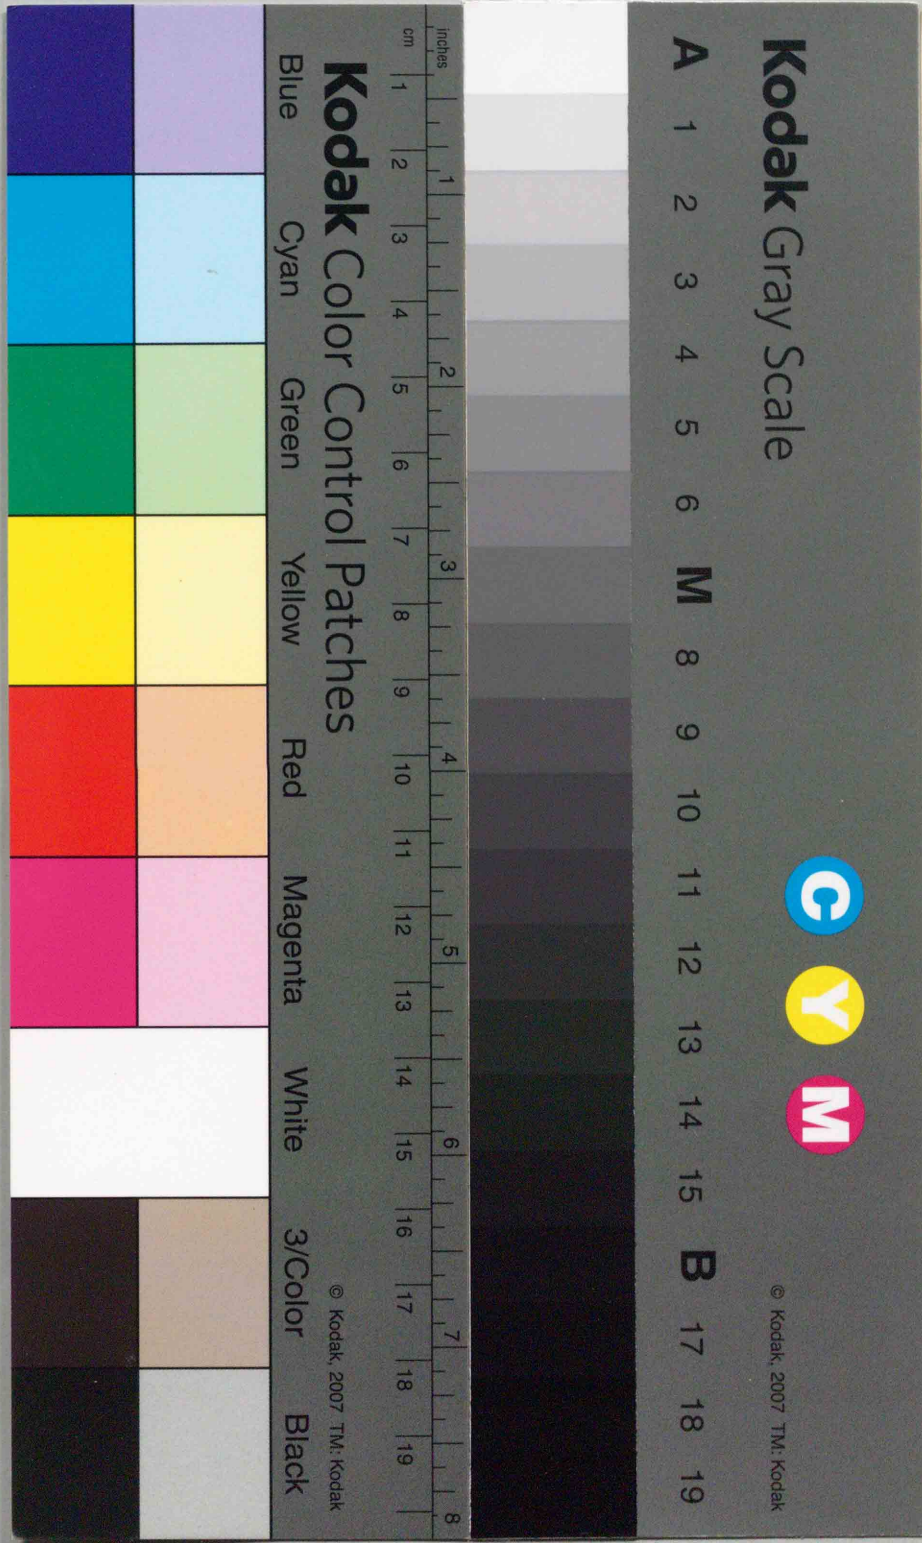 Kodak Gray Scale
C Y M
© Kodak, 2007 TM: Kodak
A 1 2 3 4 5 6 M 8 9 10 11 12 13 14 15 B 17 18 19
inches 1 2 3 4 5 6 7 8
cm 1 2 3 4 5 6 7 8 9 10 11 12 13 14 15 16 17 18 19
Kodak Color Control Patches
© Kodak, 2007 TM: Kodak
Blue Cyan Green Yellow Red Magenta White 3/Color Black